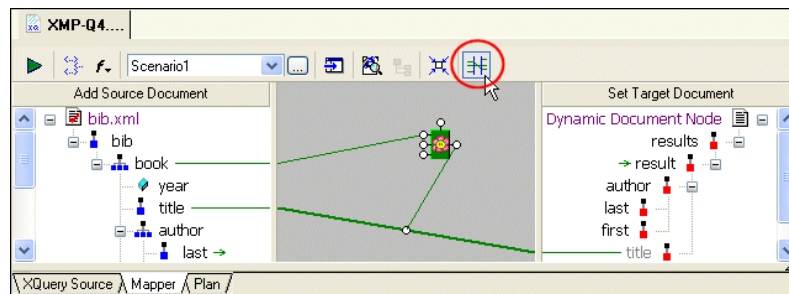 XMP-Q4....
f
Scenario1 ...
Add Source Document
Set Target Document
bib.xml
Dynamic Document Node
bib
results
book
result
year
author
title
last
author
first
last
title
XQuery Source Mapper Plan